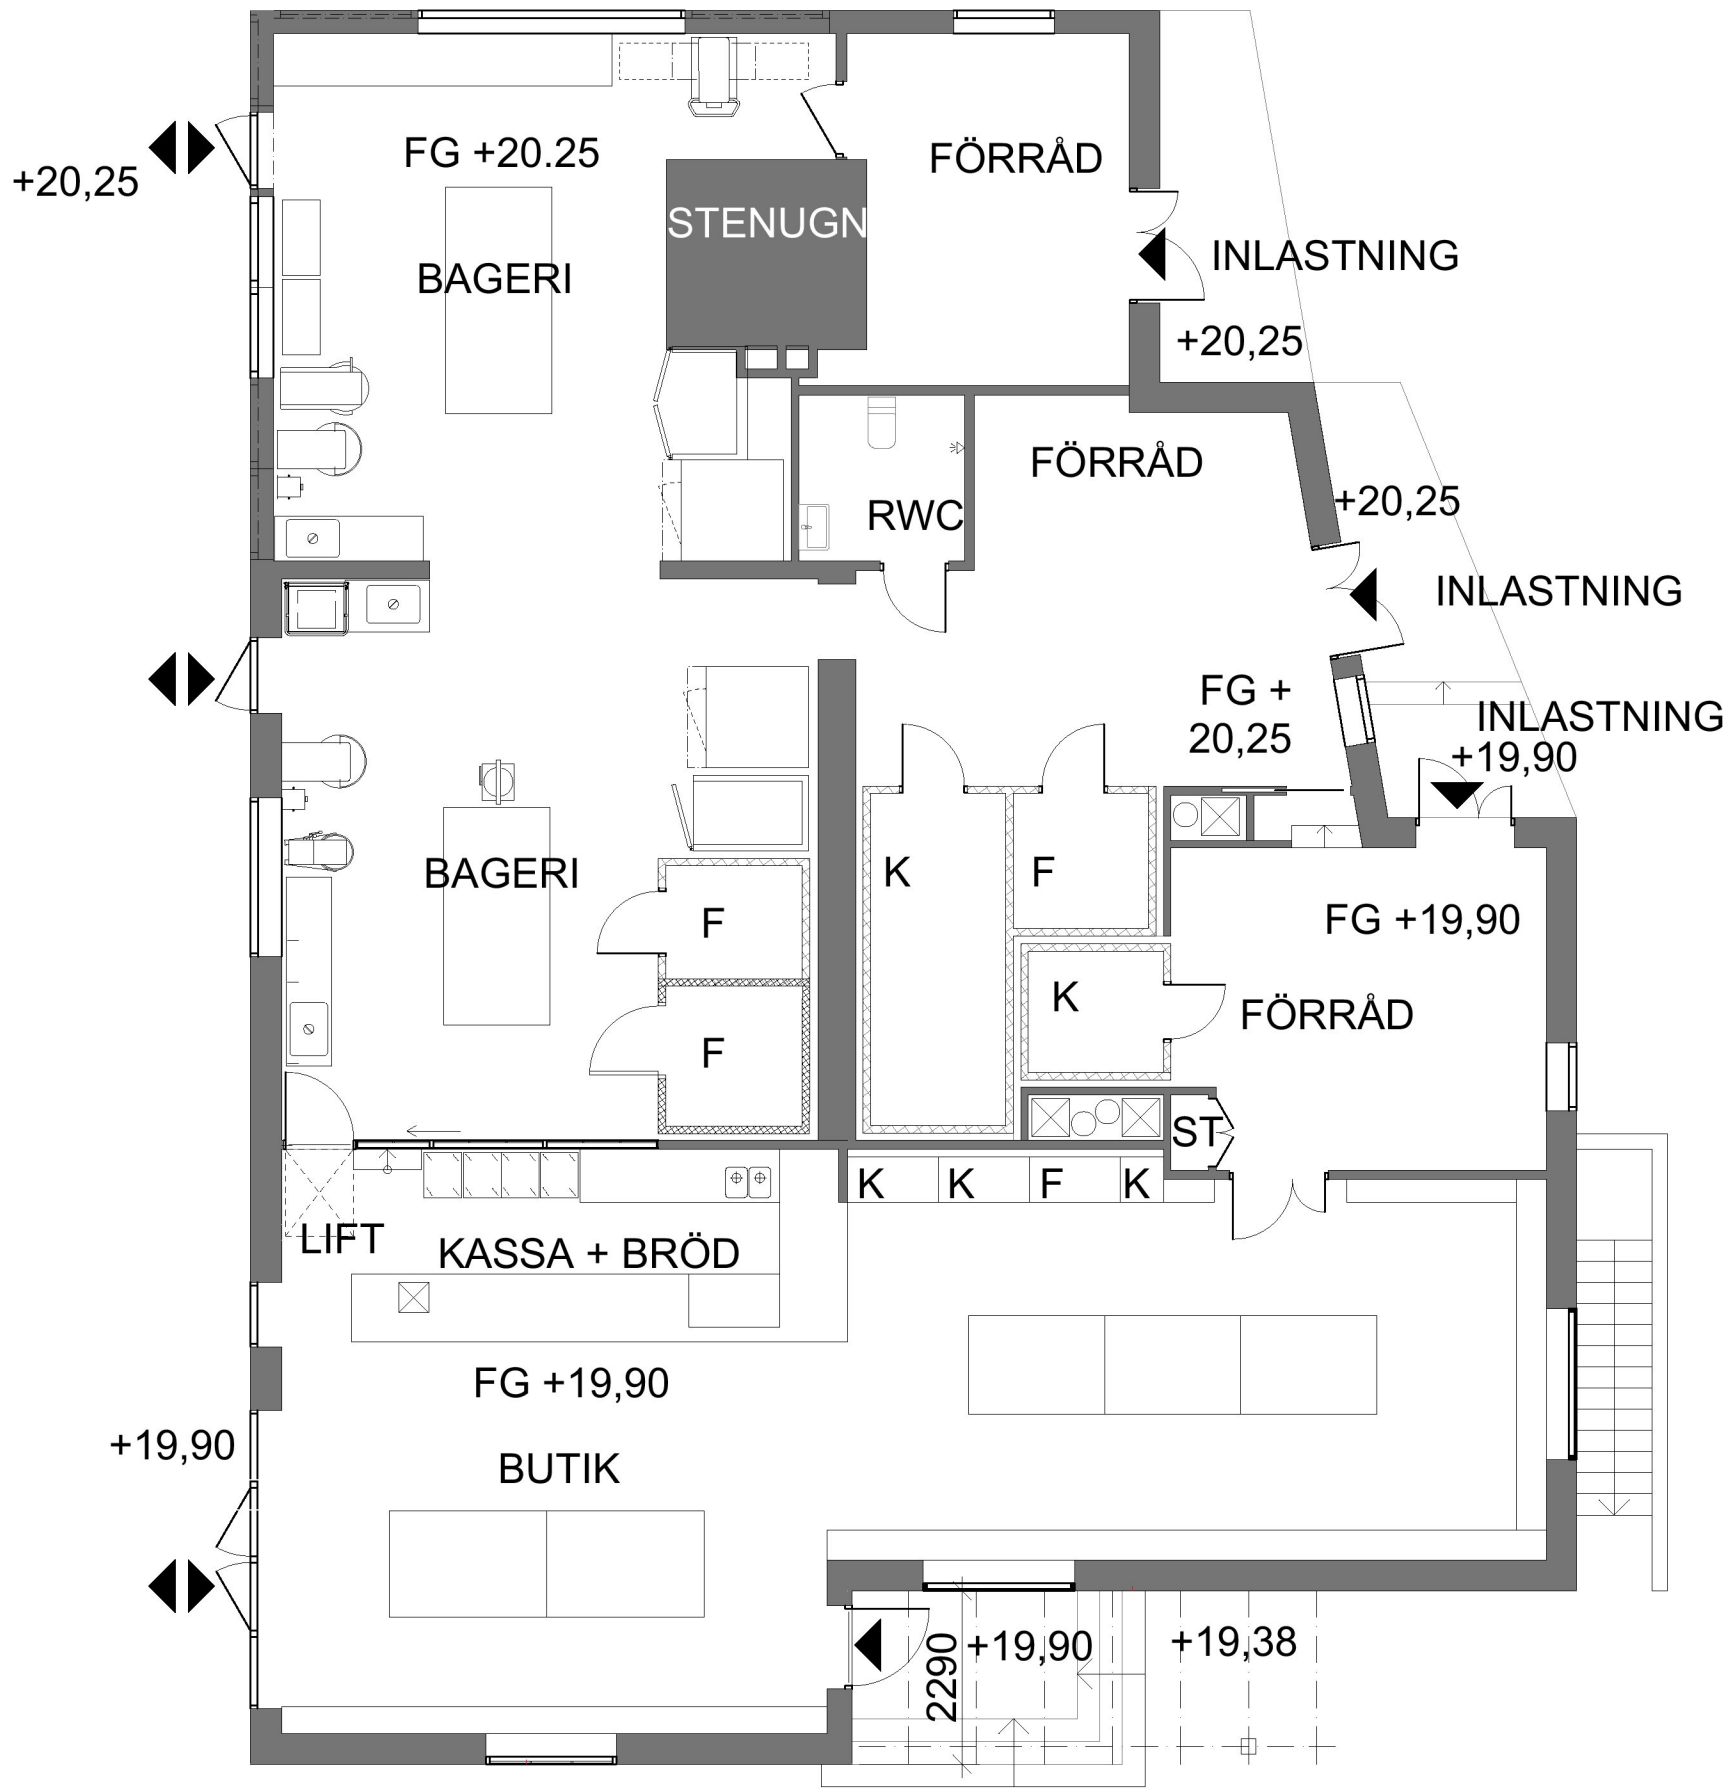 FG +20.25
FÖRRÅD
+20,25
STENUGN
INLASTNING
BAGERI
+20,25
FÖRRÅD
+20,25
RWC
INLASTNING
FG +
20,25
INLASTNING
+19,90
BAGERI
K
F
F
FG +19,90
K
FÖRRÅD
F
ST
K
K
F
K
LIFT
KASSA + BRÖD
FG +19,90
+19,90
BUTIK
2290
+19,90
+19,38